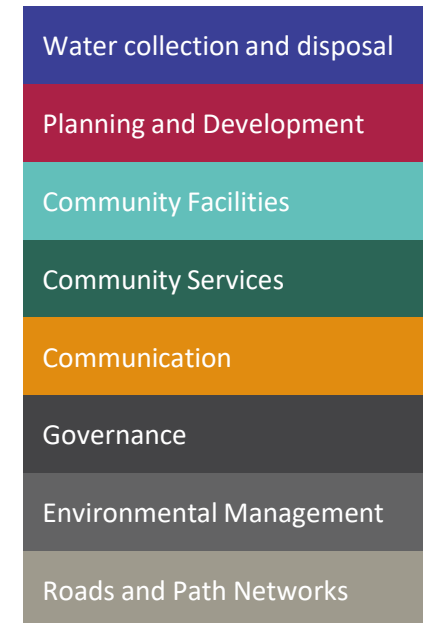 Water collection and disposal
Planning and Development
Community Facilities
Community Services
Communication
Governance
Environmental Management
Roads and Path Networks